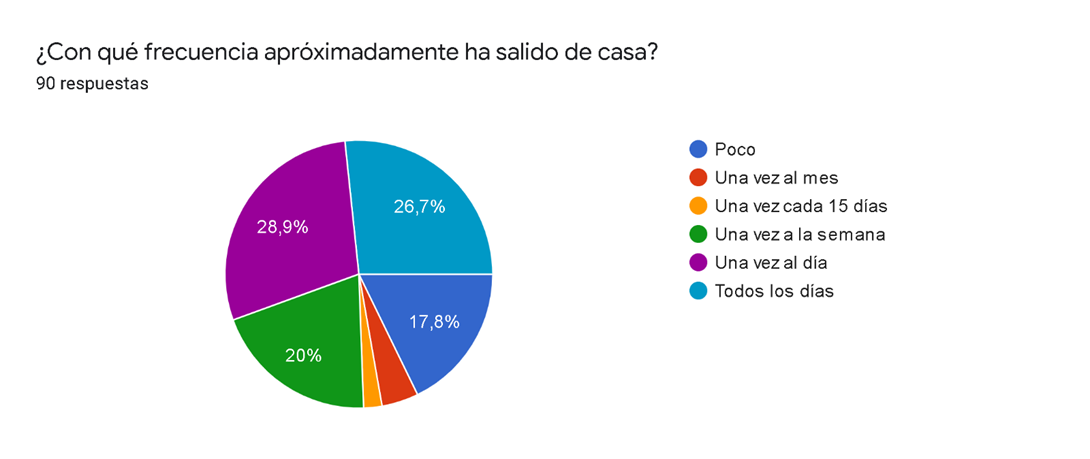 ¿Con qué frecuencia apróximadamente ha salido de casa?
90 respuestas
26,7%
28,9%
17,8%
20%
Poco
Una vez al mes
Una vez cada 15 días
Una vez a la semana
Una vez al día
Todos los días